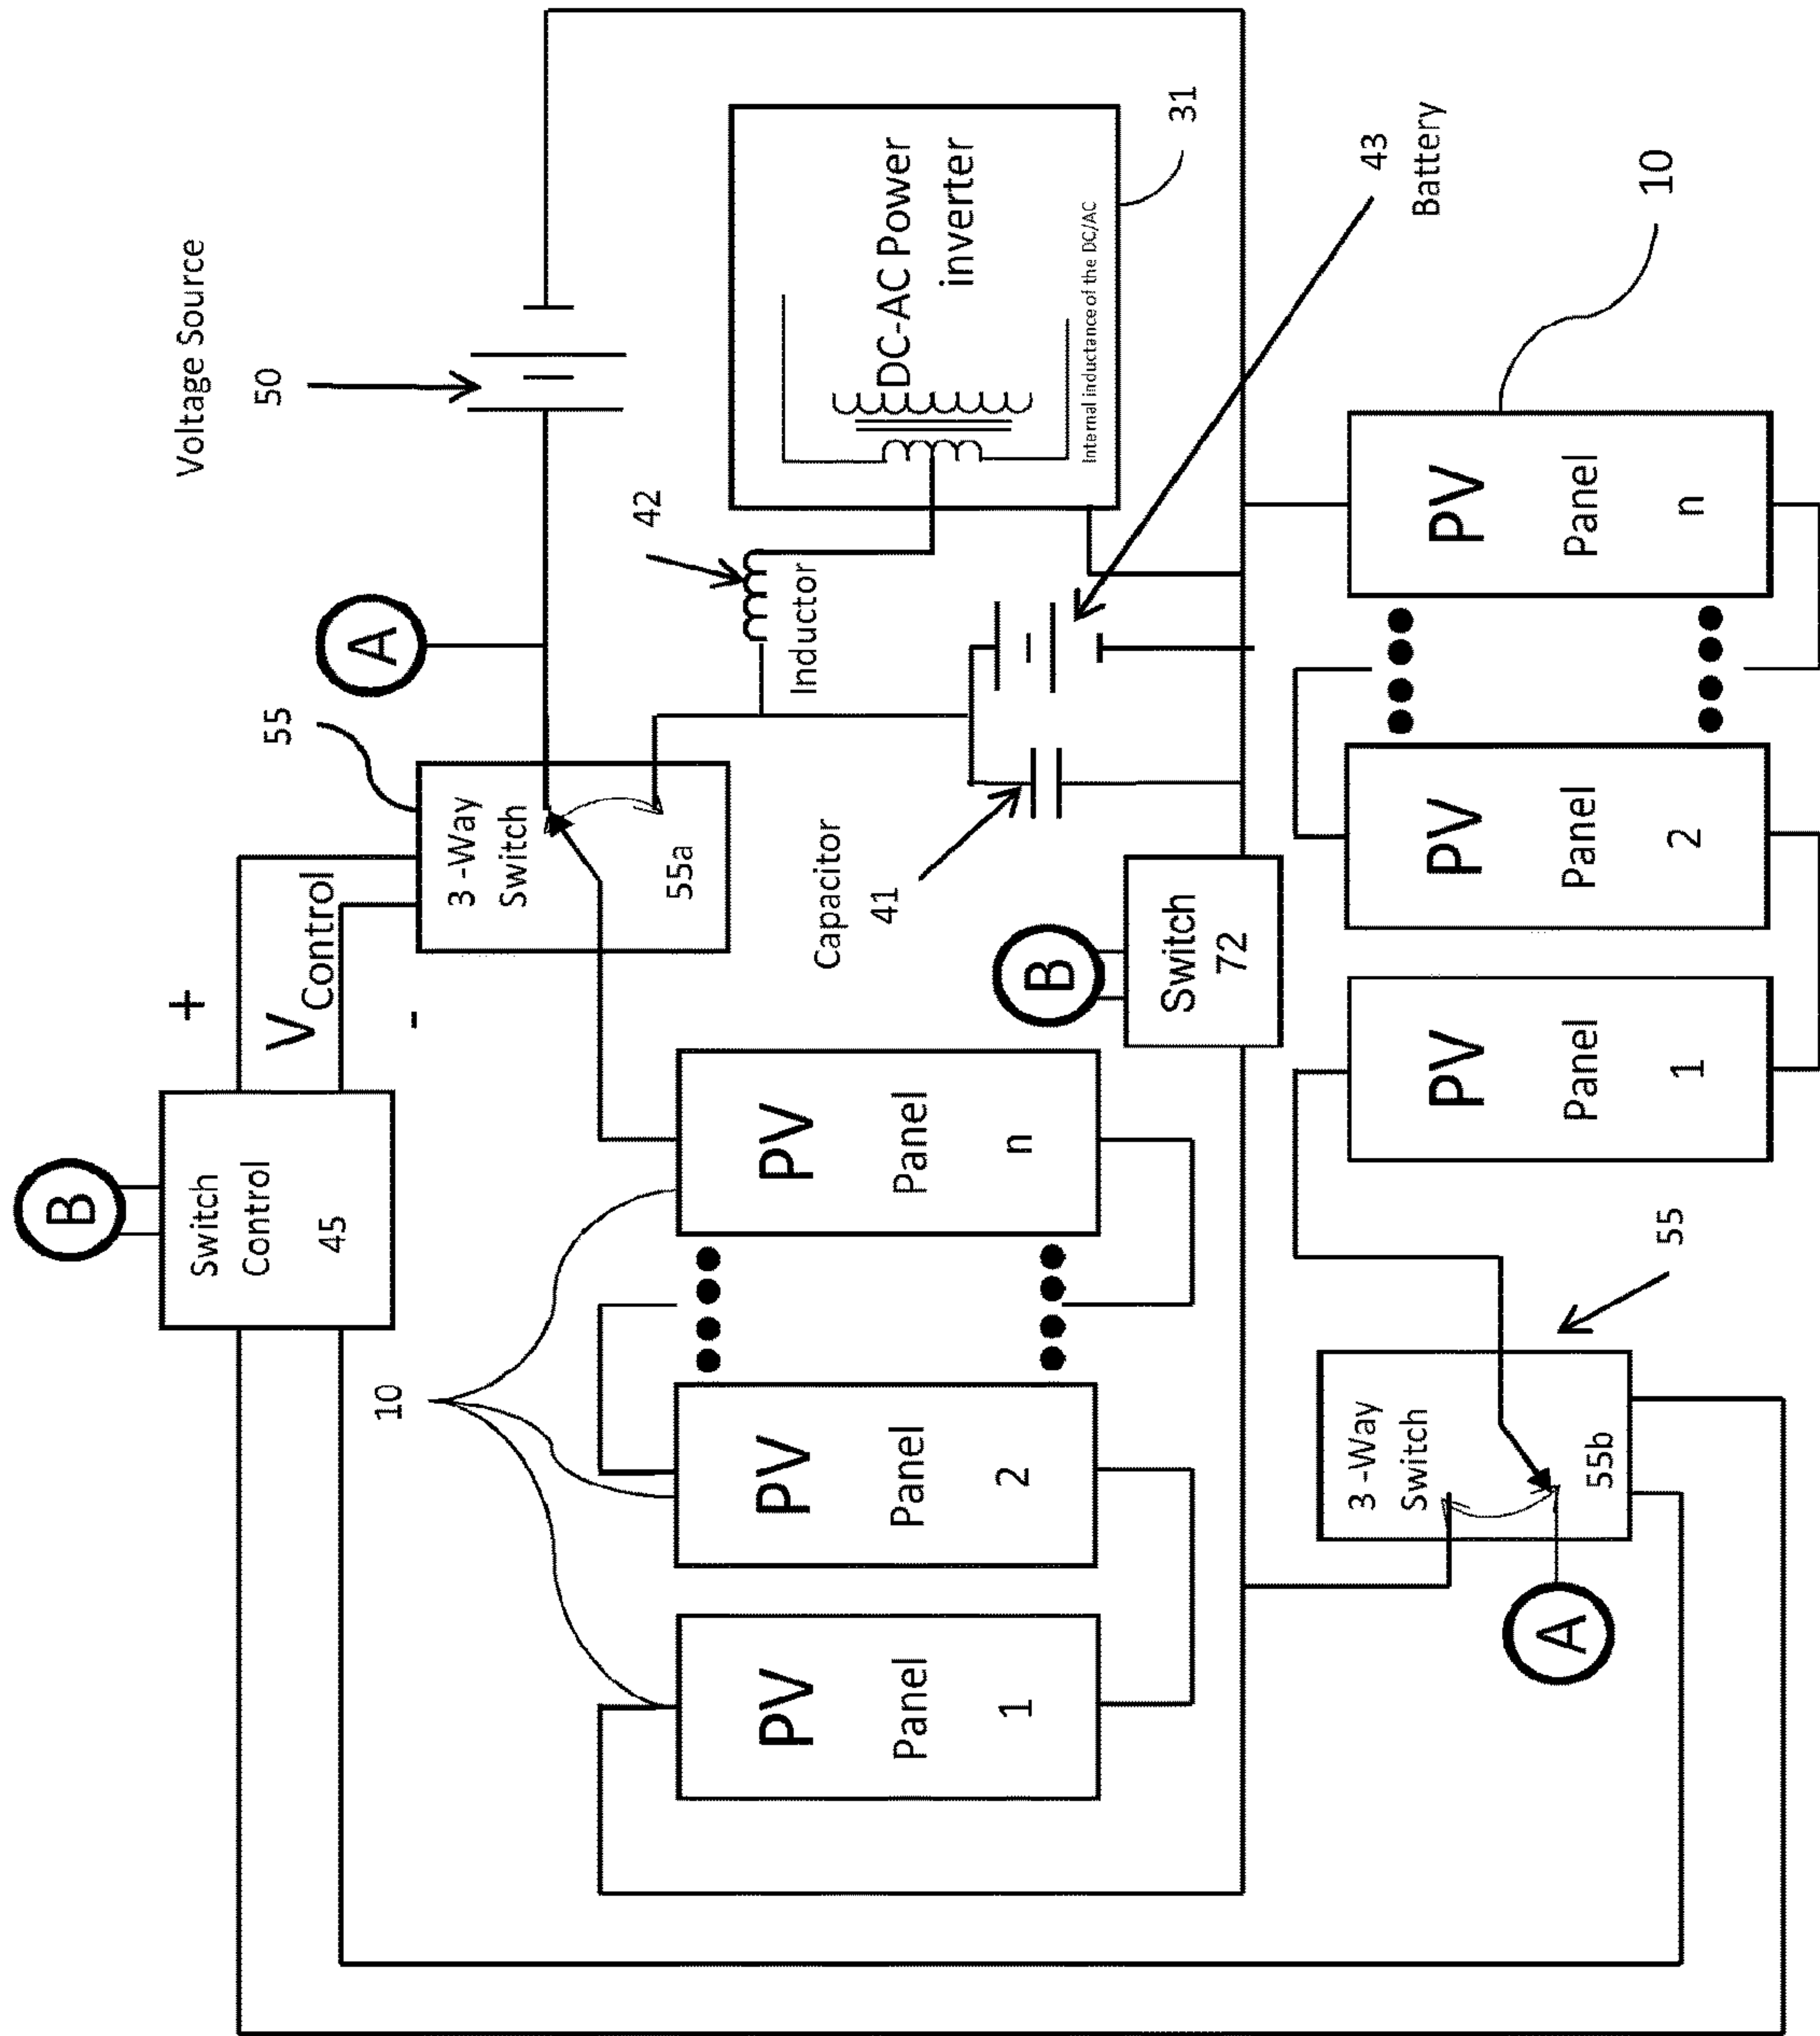 Voltage Source
50
A
55
3 -Way
Switch
55a
+
V Control
-
B
Switch
Control
45
42
Inductor
DC-AC Power
inverter
Internal inductance of the DC/AC
31
43
Battery
Capacitor
41
B
Switch
72
10
PV
Panel
1
PV
Panel
2
PV
Panel
n
55
3 -Way
Switch
55b
A
PV
Panel
1
PV
Panel
2
PV
Panel
n
10